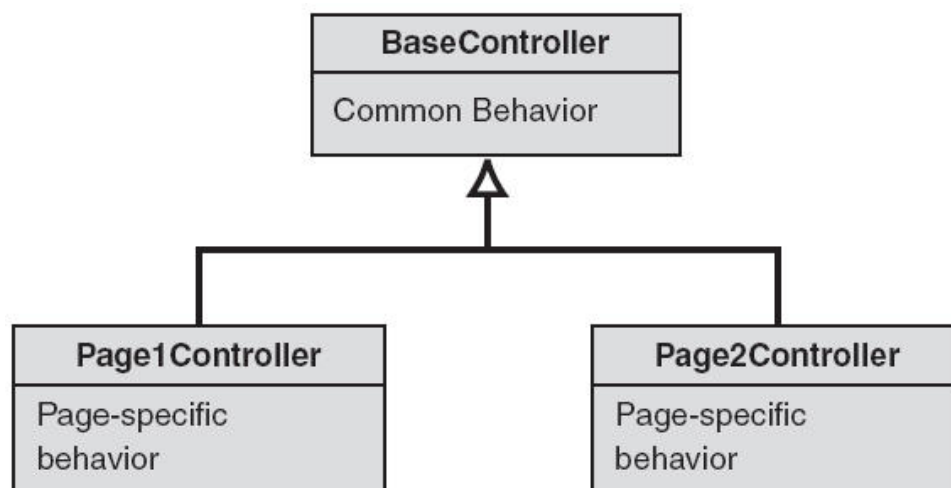 BaseController
Common Behavior
Page1Controller
Page-specific
behavior
Page2Controller
Page-specific
behavior